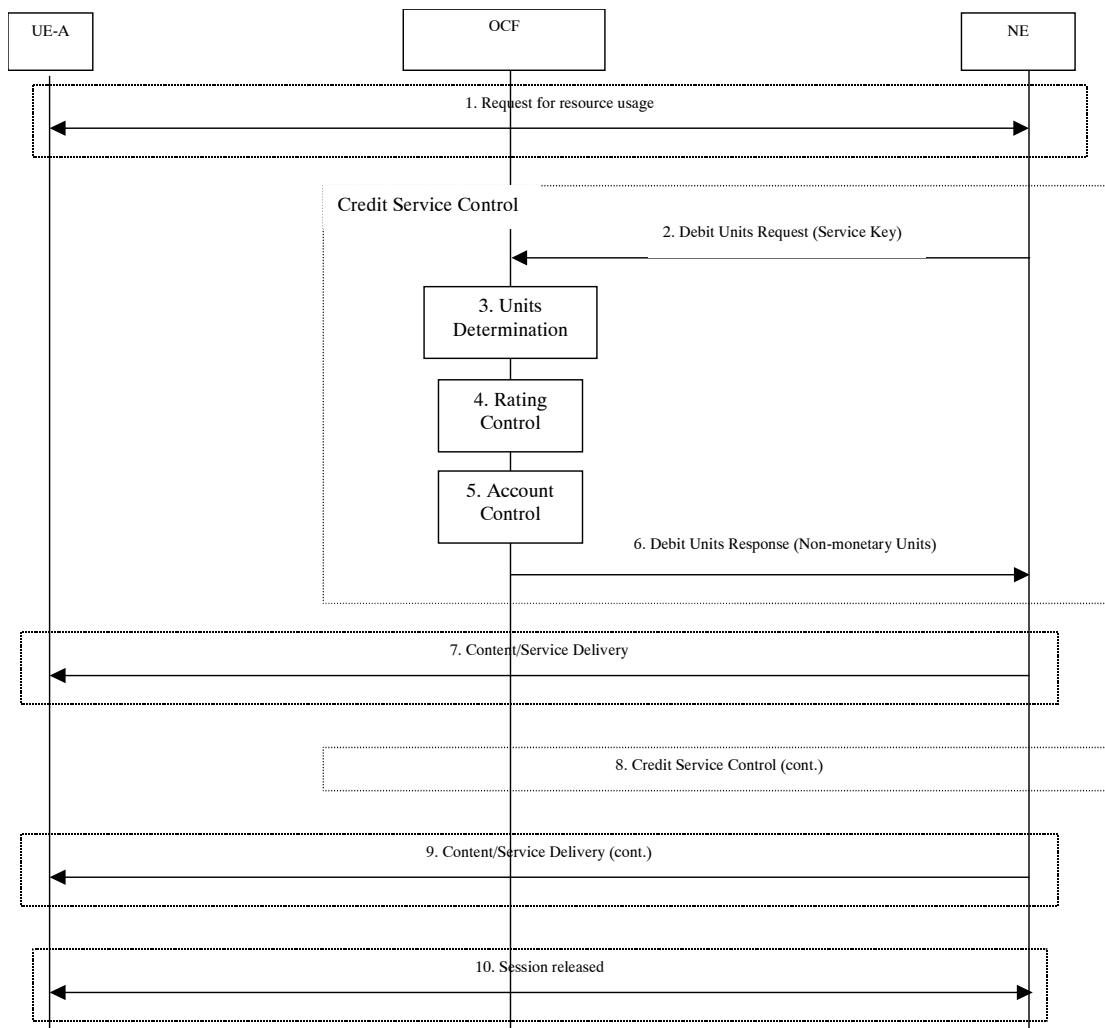 UE-A
OCF
NE
1. Request for resource usage
Credit Service Control
2. Debit Units Request (Service Key)
3. Units
Determination
4. Rating
Control
5. Account
Control
6. Debit Units Response (Non-monetary Units)
7. Content/Service Delivery
8. Credit Service Control (cont.)
9. Content/Service Delivery (cont.)
10. Session released